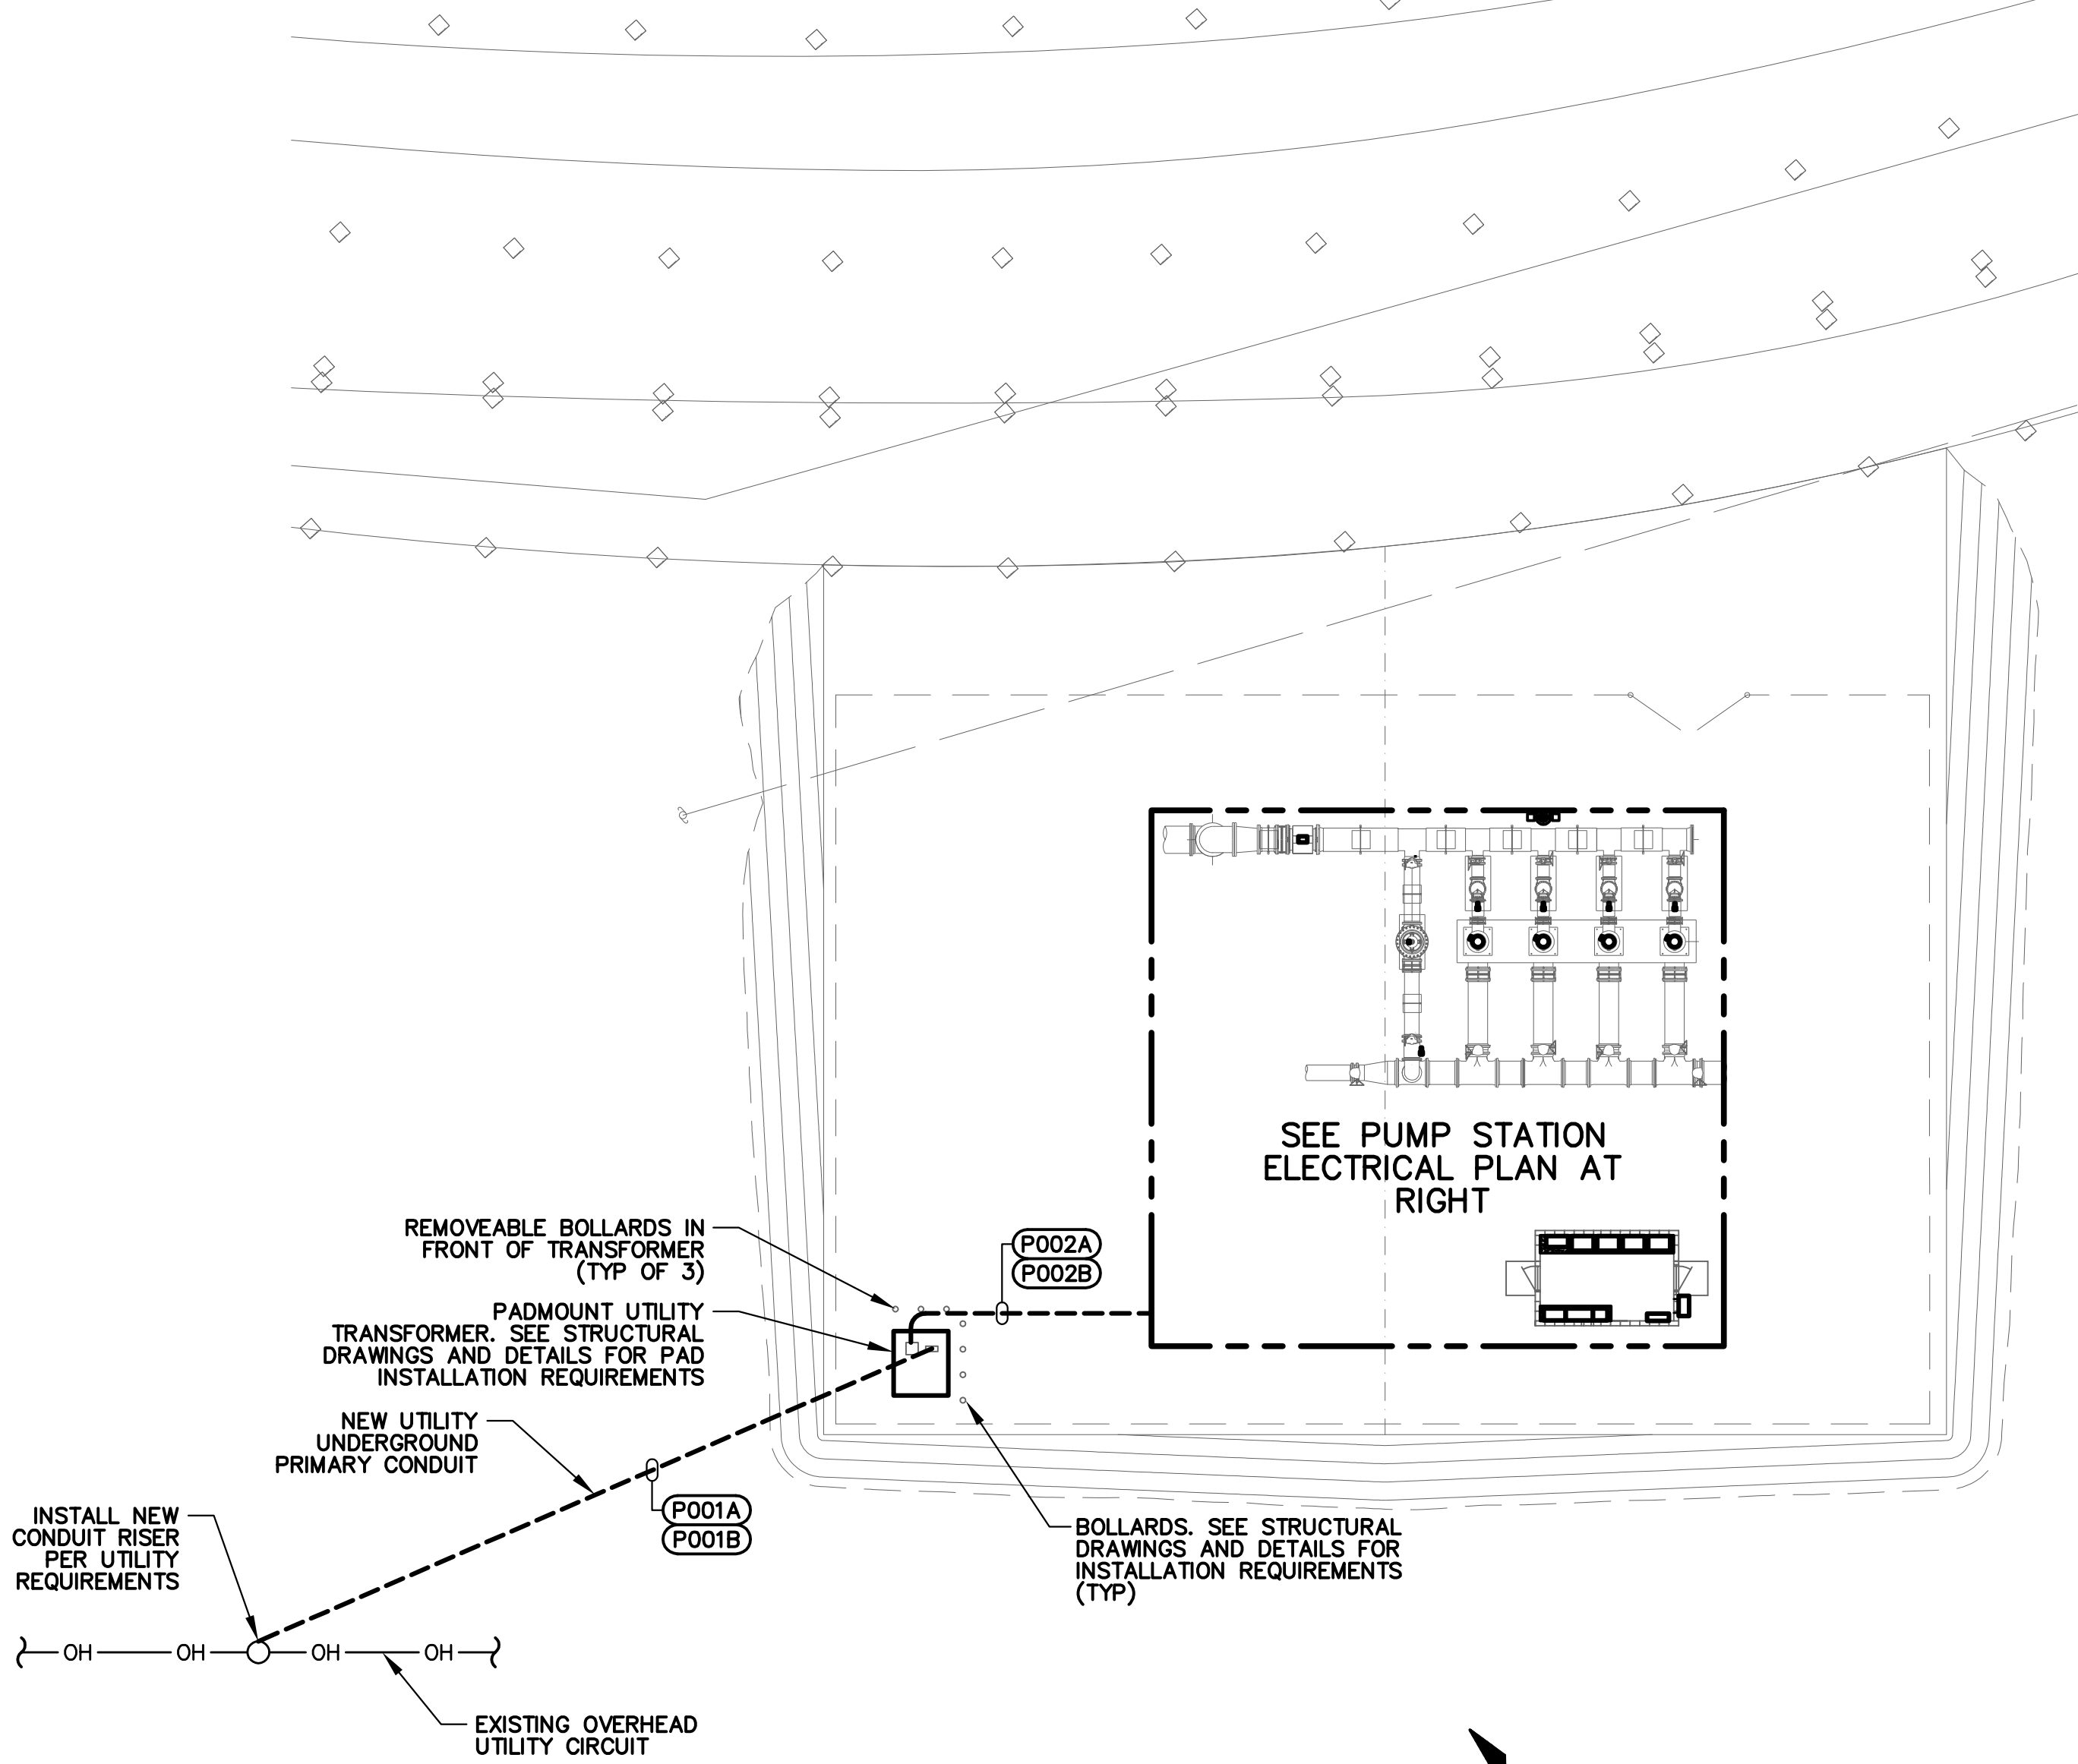 SEE PUMP STATION
ELECTRICAL PLAN AT
RIGHT
REMOVEABLE BOLLARDS IN
FRONT OF TRANSFORMER
(TYP OF 3)
P002A
P002B
PADMOUNT UTILITY
TRANSFORMER. SEE STRUCTURAL
DRAWINGS AND DETAILS FOR PAD
INSTALLATION REQUIREMENTS
NEW UTILITY
UNDERGROUND
PRIMARY CONDUIT
P001A
P001B
INSTALL NEW
CONDUIT RISER
PER UTILITY
REQUIREMENTS
BOLLARDS. SEE STRUCTURAL
DRAWINGS AND DETAILS FOR
INSTALLATION REQUIREMENTS
(TYP)
OH OH OH OH
EXISTING OVERHEAD
UTILITY CIRCUIT